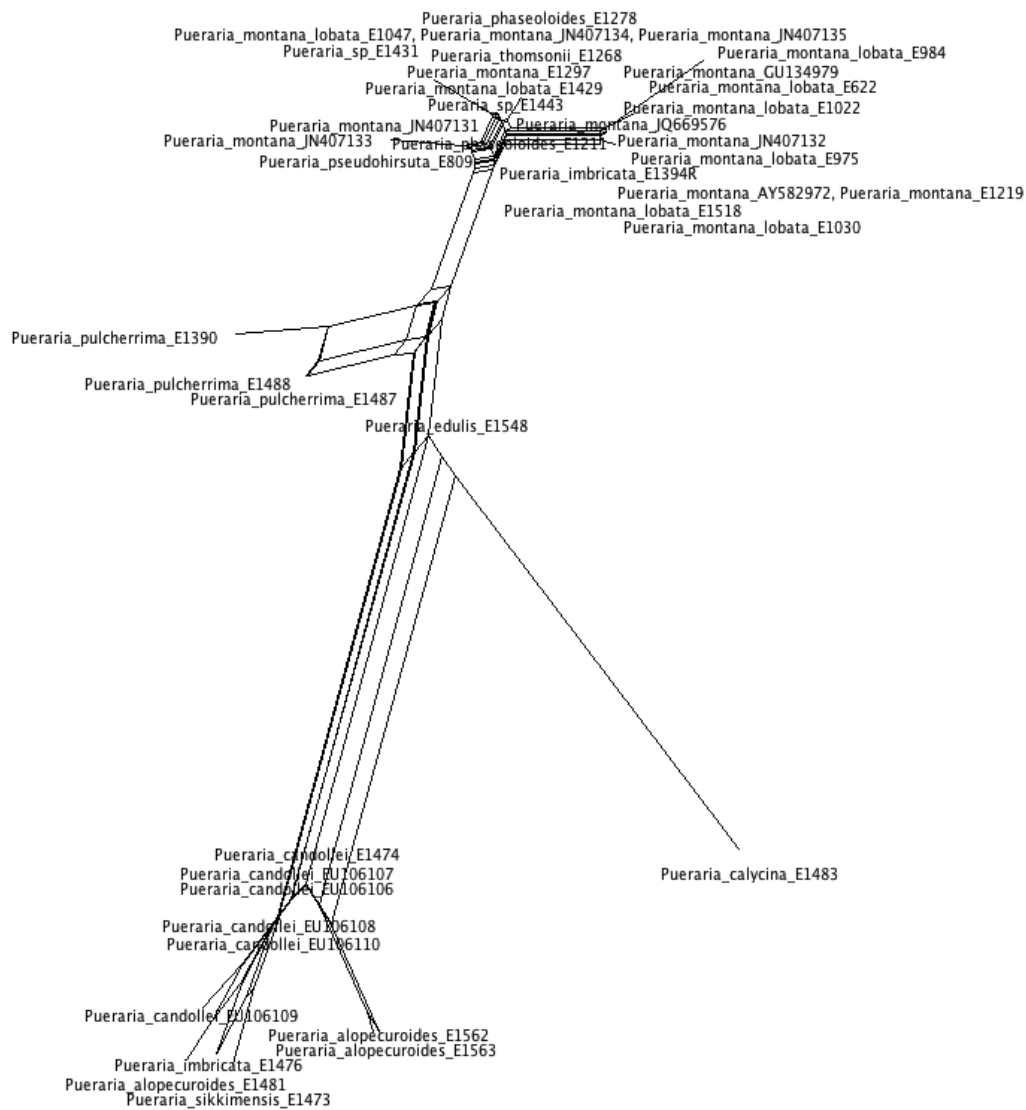 Pueraria_phaseoloides_E1278
Pueraria_montana_lobata_E1047, Pueraria_montana_JN407134, Pueraria_montana_JN407135
Pueraria_sp_E1431
Pueraria_thomsonii_E1268
Pueraria_montana_lobata_E984
Pueraria_montana_E1297
Pueraria_montana_GU134979
Pueraria_montana_lobata_E1429
Pueraria_montana_lobata_E622
Pueraria_sp_E1443
Pueraria_montana_lobata_E1022
Pueraria_montana_JN407131
Pueraria_montana_JQ669576
Pueraria_montana_JN407133
Pueraria_phaseoloides_E1211
Pueraria_montana_JN407132
Pueraria_pseudohirsuta_E809
Pueraria_montana_lobata_E975
Pueraria_imbricata_E1394R
Pueraria_montana_AY582972, Pueraria_montana_E1219
Pueraria_montana_lobata_E1518
Pueraria_montana_lobata_E1030
Pueraria_pulcherrima_E1390
Pueraria_pulcherrima_E1488
Pueraria_pulcherrima_E1487
Pueraria_edulis_E1548
Pueraria_candollei_E1474
Pueraria_candollei_EU106107
Pueraria_calycina_E1483
Pueraria_candollei_EU106106
Pueraria_candollei_EU106108
Pueraria_candollei_EU106110
Pueraria_candollei_EU106109
Pueraria_alopecuroides_E1562
Pueraria_alopecuroides_E1563
Pueraria_imbricata_E1476
Pueraria_alopecuroides_E1481
Pueraria_sikkimensis_E1473